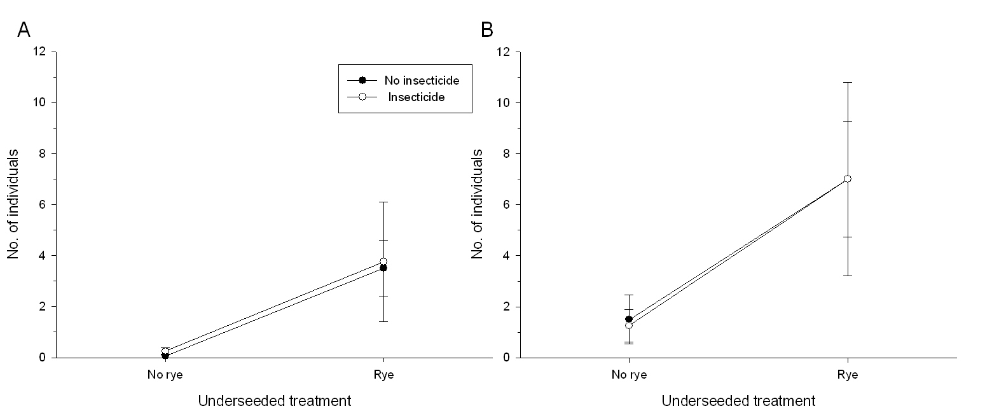 A
12
10
8
6
4
2
0
No. of individuals
No insecticide
Insecticide
No rye
Rye
Underseeded treatment
B
12
10
8
6
4
2
0
No. of individuals
No rye
Rye
Underseeded treatment